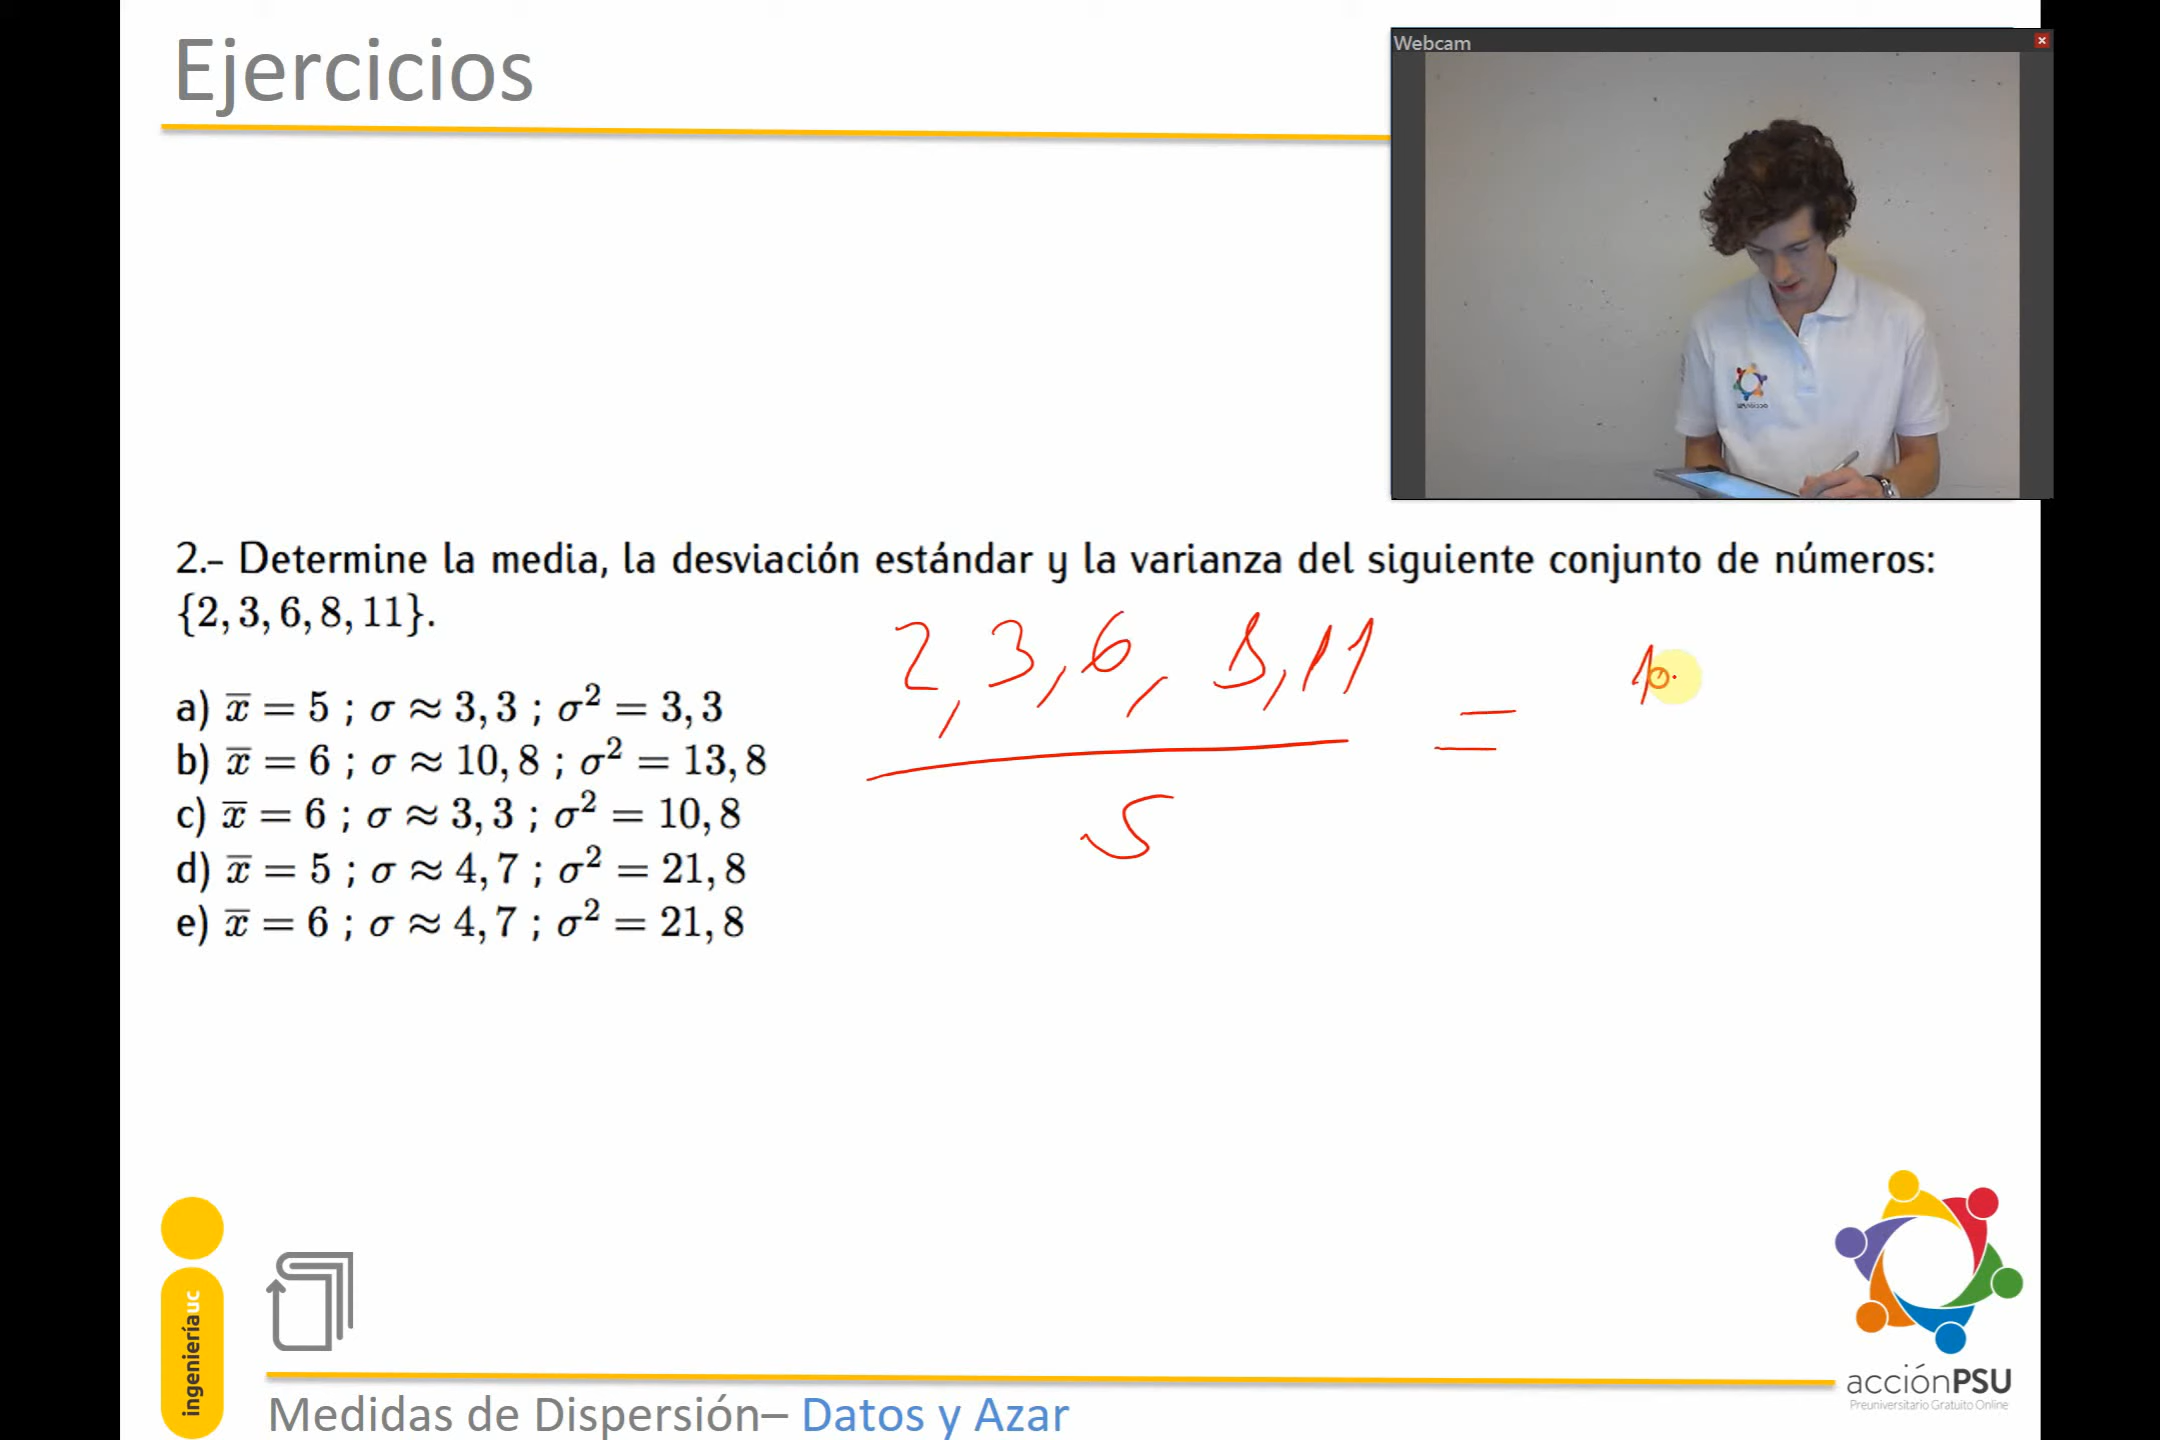 Ejercicios
Webcam
2.- Determine la media, la desviación estándar y la varianza del siguiente conjunto de números:
{2, 3, 6, 8, 11}.
2, 3, 6, 8, 11
=
5
a) x̅ = 5 ; σ ≈ 3, 3 ; σ² = 3, 3
b) x̅ = 6 ; σ ≈ 10, 8 ; σ² = 13, 8
c) x̅ = 6 ; σ ≈ 3, 3 ; σ² = 10, 8
d) x̅ = 5 ; σ ≈ 4, 7 ; σ² = 21, 8
e) x̅ = 6 ; σ ≈ 4, 7 ; σ² = 21, 8
ingenieríauc
acciónPSU
Preuniversitario Gratuito Online
Medidas de Dispersión– Datos y Azar